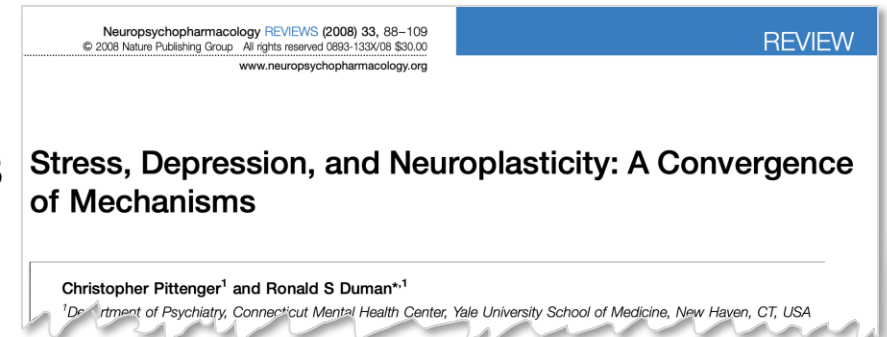 Neuropsychopharmacology REVIEWS (2008) 33, 88–109
© 2008 Nature Publishing Group All rights reserved 0893-133X/08 $30.00
www.neuropsychopharmacology.org
REVIEW
Stress, Depression, and Neuroplasticity: A Convergence
of Mechanisms
Christopher Pittenger¹ and Ronald S Duman*,¹
¹Department of Psychiatry, Connecticut Mental Health Center, Yale University School of Medicine, New Haven, CT, USA